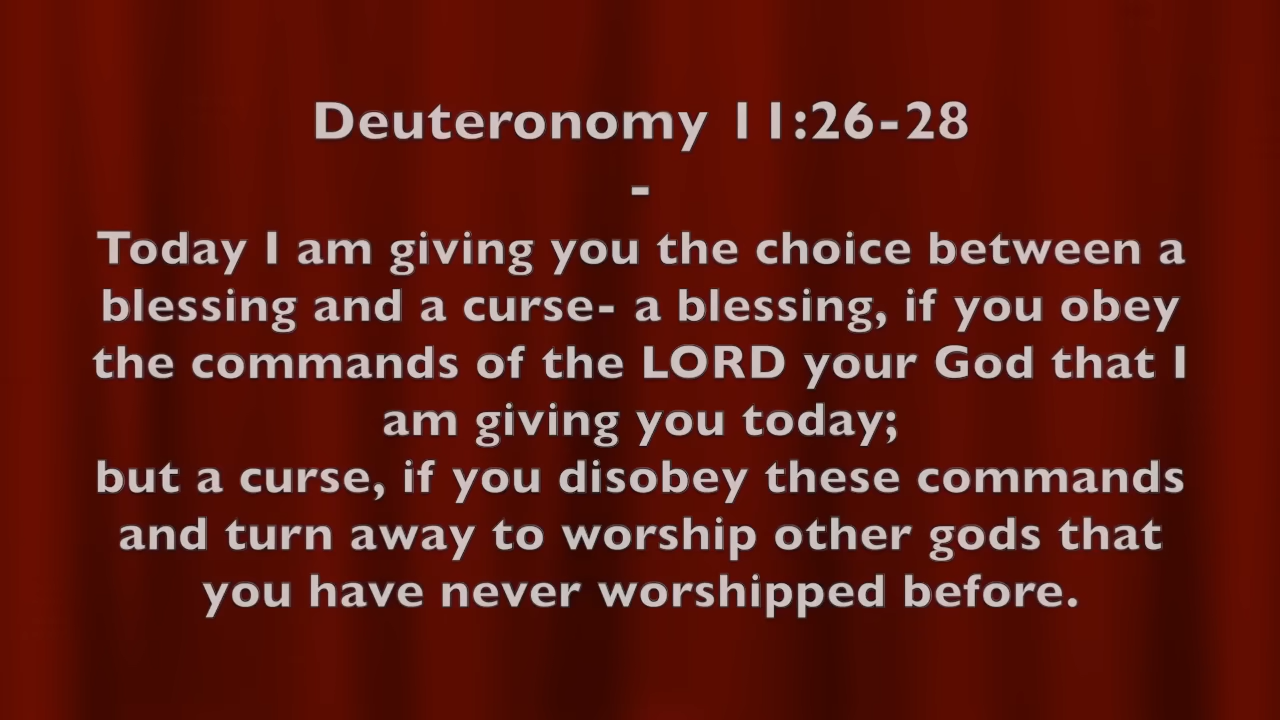 Deuteronomy 11:26-28
-
Today I am giving you the choice between a
blessing and a curse- a blessing, if you obey
the commands of the LORD your God that I
am giving you today;
but a curse, if you disobey these commands
and turn away to worship other gods that
you have never worshipped before.